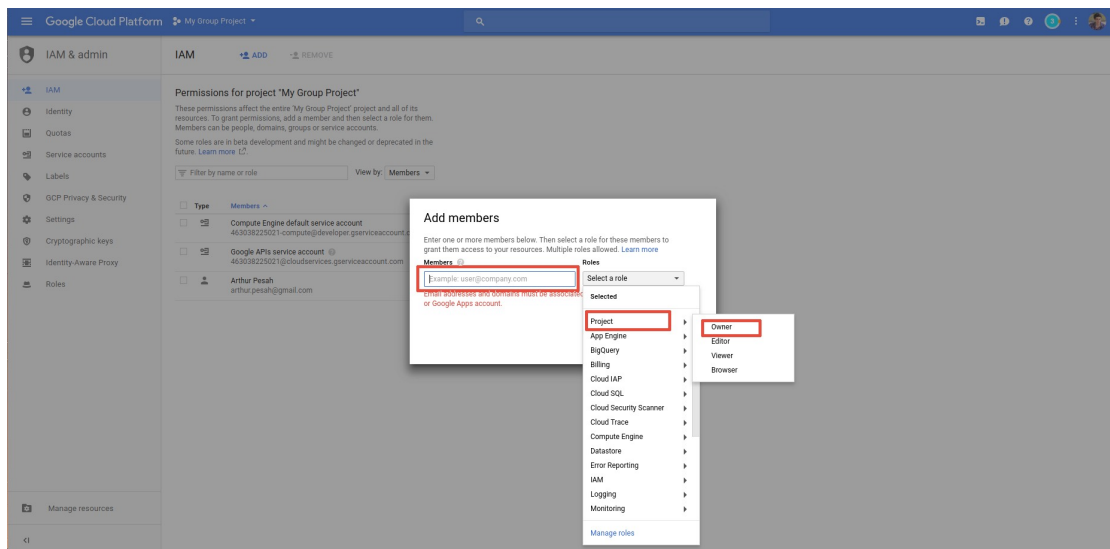 Google Cloud Platform
My Group Project
3
IAM & admin
IAM
ADD
REMOVE
IAM
Identity
Quotas
Service accounts
Labels
GCP Privacy & Security
Settings
Cryptographic keys
Identity-Aware Proxy
Roles
Manage resources
Permissions for project "My Group Project"
These permissions affect the entire 'My Group Project' project and all of its
resources. To grant permissions, add a member and then select a role for them.
Members can be people, domains, groups or service accounts.
Some roles are in beta development and might be changed or deprecated in the
future. Learn more
Filter by name or role
View by: Members
Type Members
Compute Engine default service account
463038225021-compute@developer.gserviceaccount.c
Google APIs service account
463038225021@cloudservices.gserviceaccount.com
Arthur Pesah
arthur.pesah@gmail.com
Add members
Enter one or more members below. Then select a role for these members to
grant them access to your resources. Multiple roles allowed. Learn more
Members
Roles
Example: user@company.com
Select a role
Email addresses and domains must be associated
or Google Apps account.
Selected
Project
App Engine
BigQuery
Billing
Cloud IAP
Cloud SQL
Cloud Security Scanner
Cloud Trace
Compute Engine
Datastore
Error Reporting
IAM
Logging
Monitoring
Manage roles
Owner
Editor
Viewer
Browser